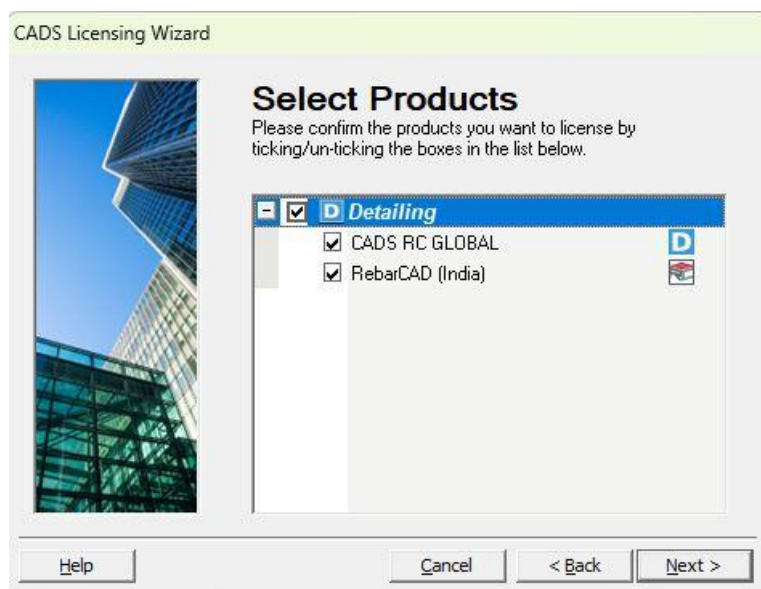 CADS Licensing Wizard
Select Products
Please confirm the products you want to license by
ticking/un-ticking the boxes in the list below.
D Detailing
CADS RC GLOBAL D
RebarCAD (India)
Help Cancel < Back Next >